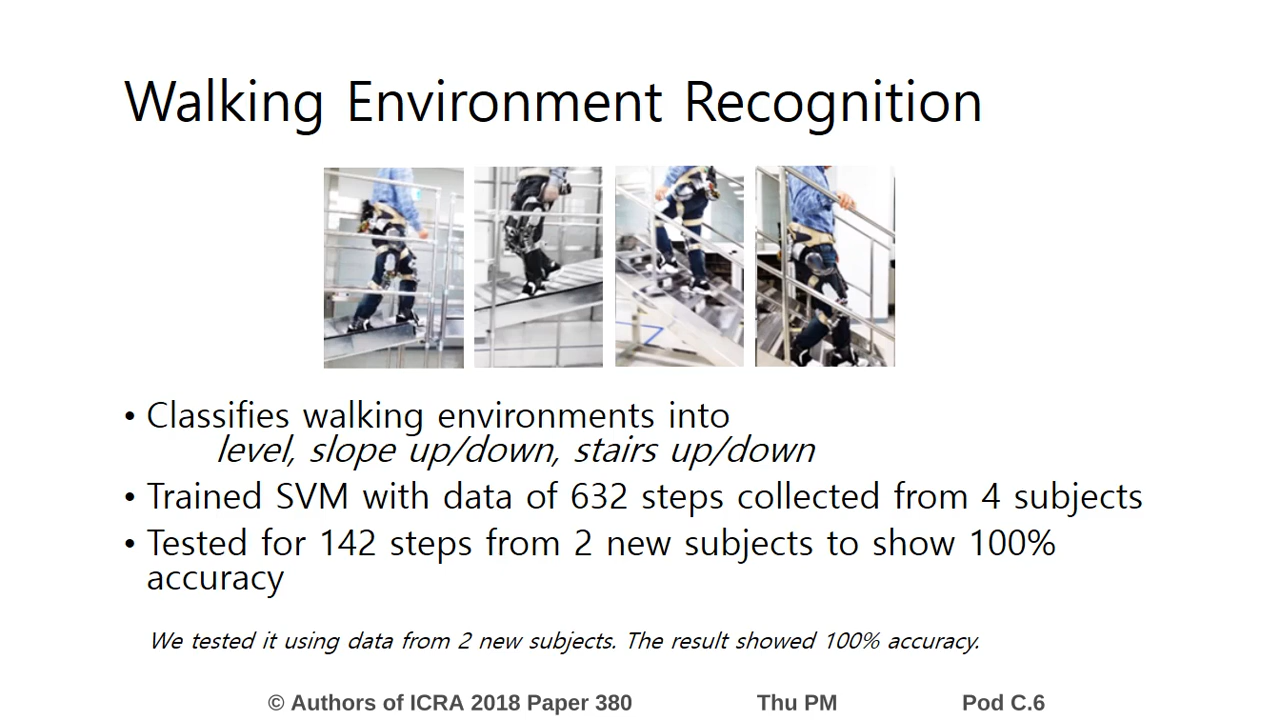 Walking Environment Recognition
• Classifies walking environments into
level, slope up/down, stairs up/down
• Trained SVM with data of 632 steps collected from 4 subjects
• Tested for 142 steps from 2 new subjects to show 100%
accuracy
We tested it using data from 2 new subjects. The result showed 100% accuracy.
© Authors of ICRA 2018 Paper 380 Thu PM Pod C.6